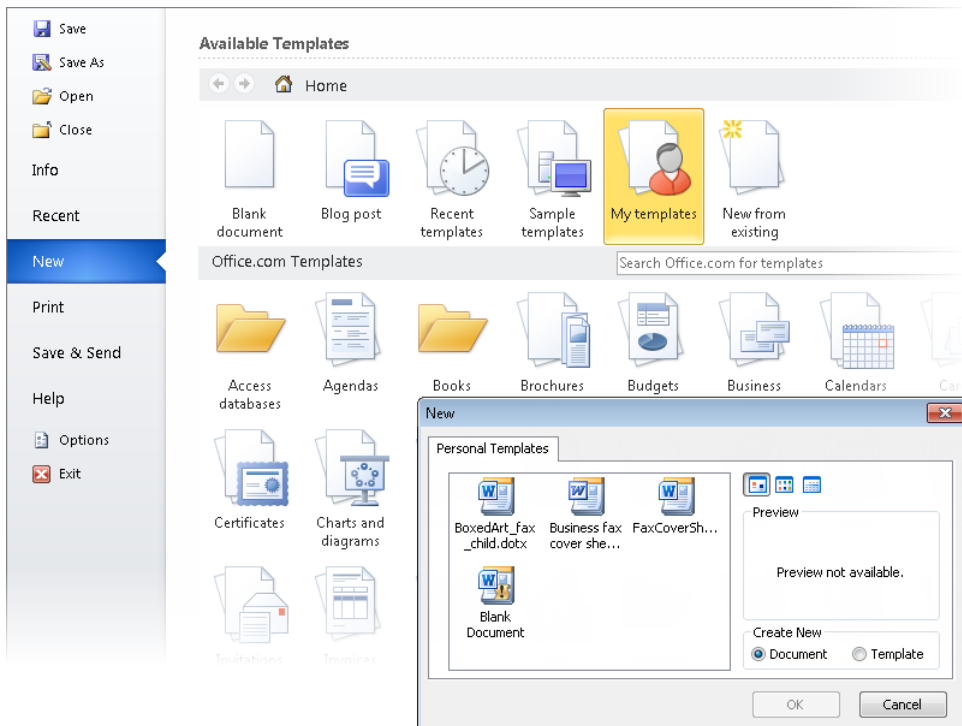 Save
Save As
Open
Close
Info
Recent
New
Print
Save & Send
Help
Options
Exit
Available Templates
Home
Blank
document
Blog post
Recent
templates
Sample
templates
My templates
New from
existing
Office.com Templates
Search Office.com for templates
Access
databases
Agendas
Books
Brochures
Budgets
Business
Calendars
Car
Certificates
Charts and
diagrams
Invitations
Invoices
New
Personal Templates
BoxedArt_fax
_child.dotx
Business fax
cover she...
FaxCoverSh...
Blank
Document
Preview
Preview not available.
Create New
Document
Template
OK
Cancel